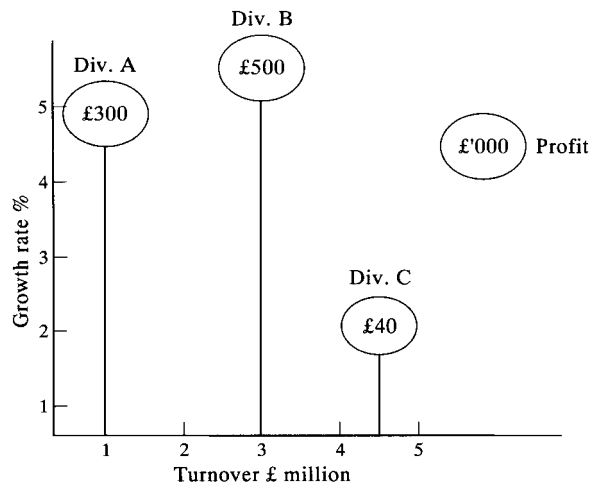 Div. B
£500
Div. A
£300
£'000 Profit
Div. C
£40
Growth rate %
5
4
3
2
1
1 2 3 4 5
Turnover £ million